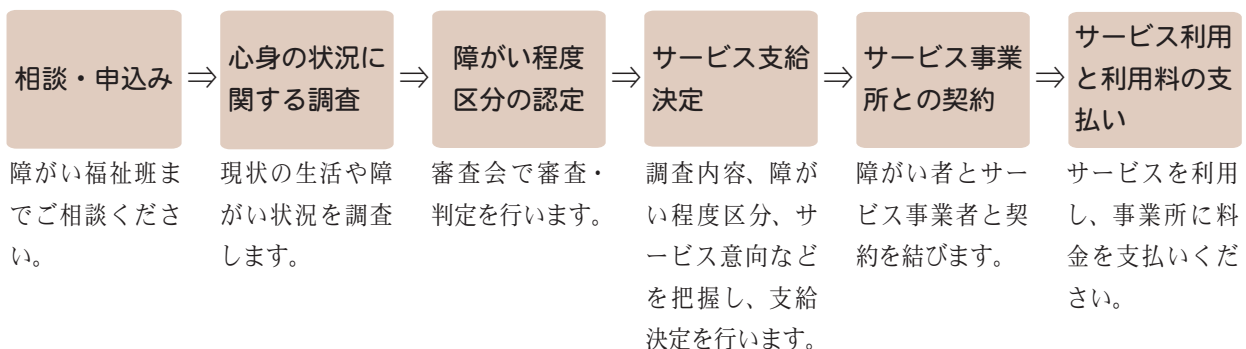 相談・申込み
⇒
心身の状況に
関する調査
⇒
障がい程度
区分の認定
⇒
サービス支給
決定
⇒
サービス事業
所との契約
⇒
サービス利用
と利用料の支
払い
障がい福祉班ま
でご相談くださ
い。
現状の生活や障
がい状況を調査
します。
審査会で審査・
判定を行います。
調査内容、障が
い程度区分、サ
ービス意向など
を把握し、支給
決定を行います。
障がい者とサー
ビス事業者と契
約を結びます。
サービスを利用
し、事業所に料
金を支払いくだ
さい。